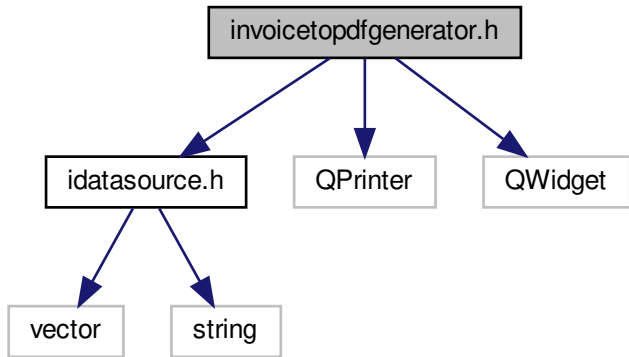 invoicetopdfgenerator.h
idatasource.h
QPrinter
QWidget
vector
string